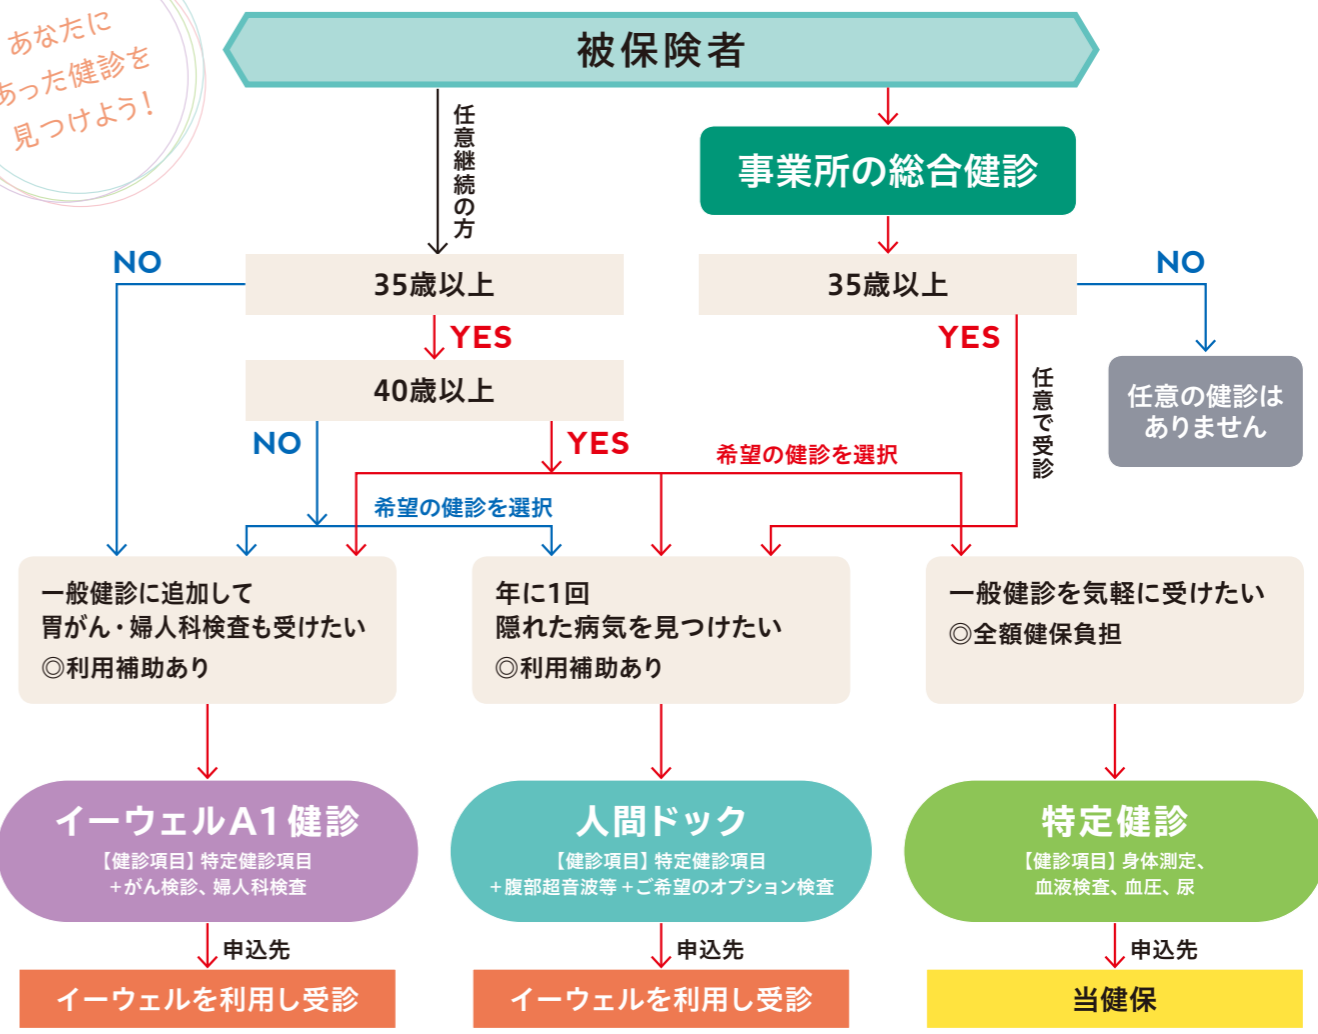 あなたに
あった健診を
見つけよう！
被保険者
任意継続の方
事業所の総合健診
NO
35歳以上
YES
40歳以上
NO
YES
35歳以上
NO
YES
任意で受診
任意の健診は
ありません
希望の健診を選択
希望の健診を選択
一般健診に追加して
胃がん・婦人科検査も受けたい
◎利用補助あり
年に1回
隠れた病気を見つけたい
◎利用補助あり
一般健診を気軽に受けたい
◎全額健保負担
イーウェルA1健診
【健診項目】特定健診項目
＋がん検診、婦人科検査
人間ドック
【健診項目】特定健診項目
＋腹部超音波等＋ご希望のオプション検査
特定健診
【健診項目】身体測定、
血液検査、血圧、尿
申込先
申込先
申込先
イーウェルを利用し受診
イーウェルを利用し受診
当健保